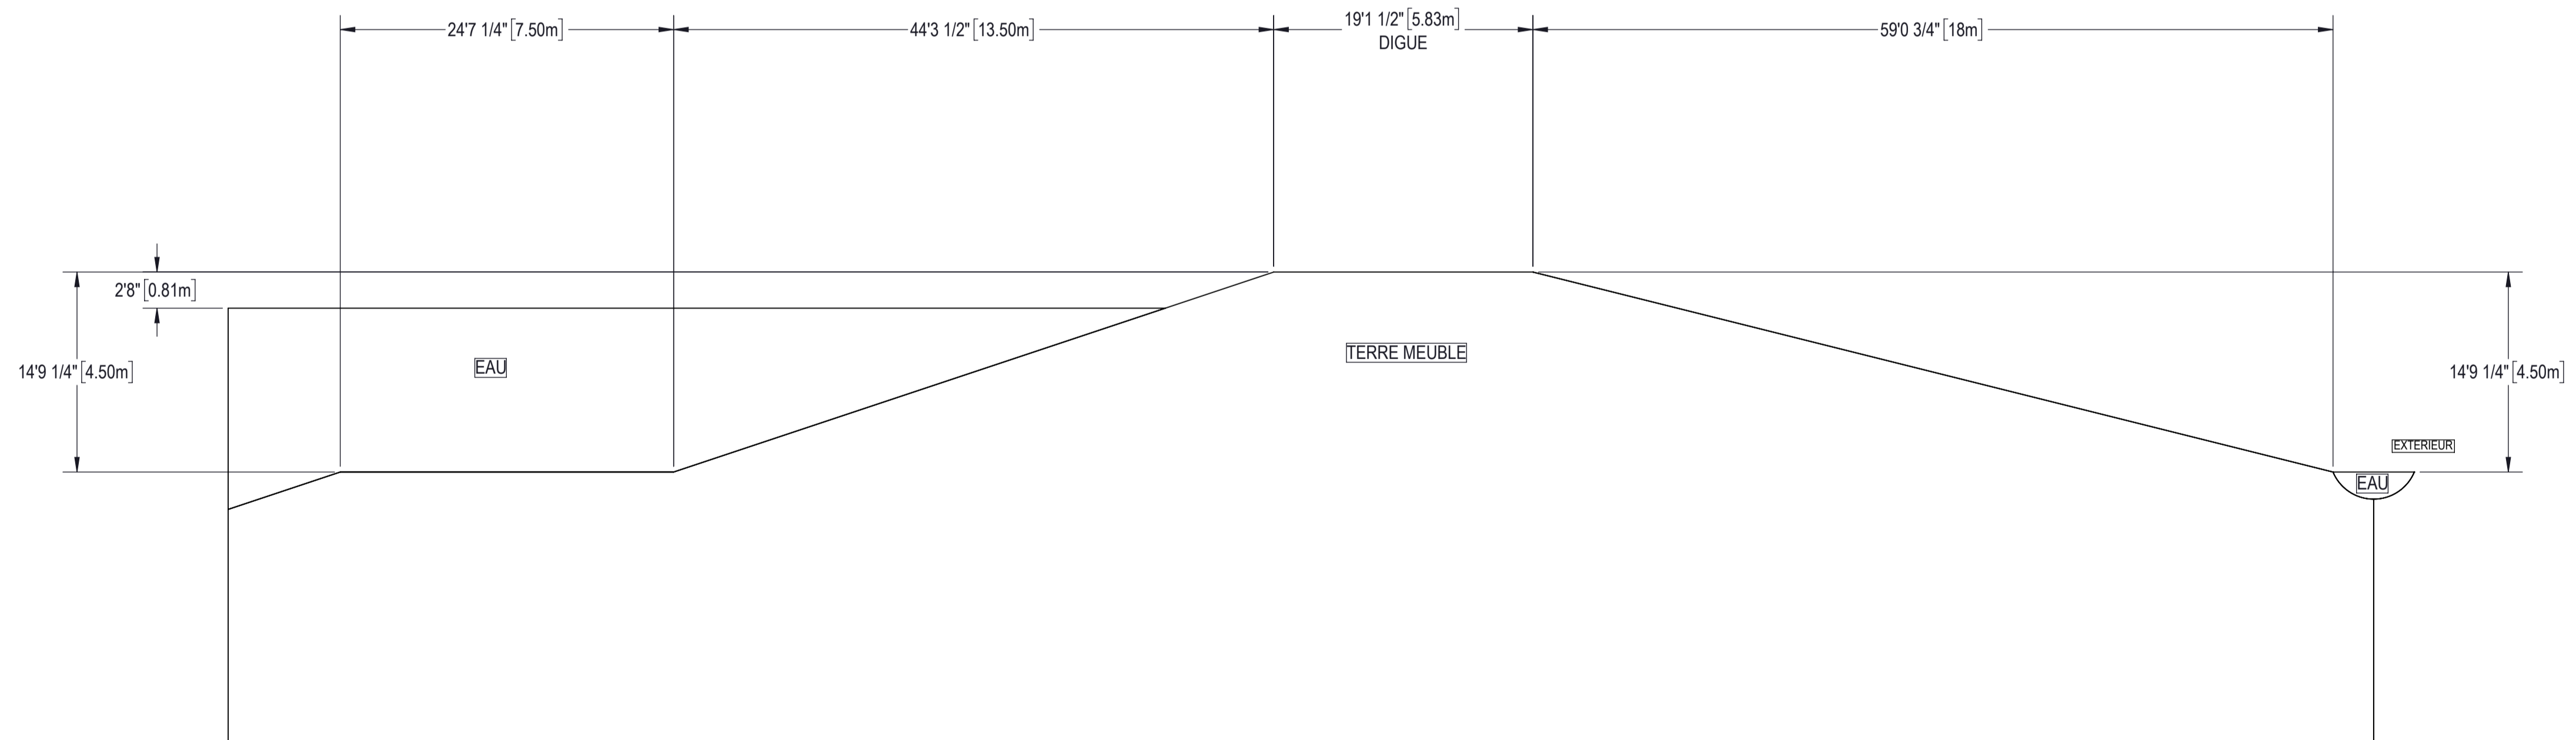 24'7 1/4" [7.50m]
44'3 1/2" [13.50m]
19'1 1/2" [5.83m]
DIGUE
59'0 3/4" [18m]
2'8" [0.81m]
14'9 1/4" [4.50m]
EAU
TERRE MEUBLE
14'9 1/4" [4.50m]
EXTERIEUR
EAU